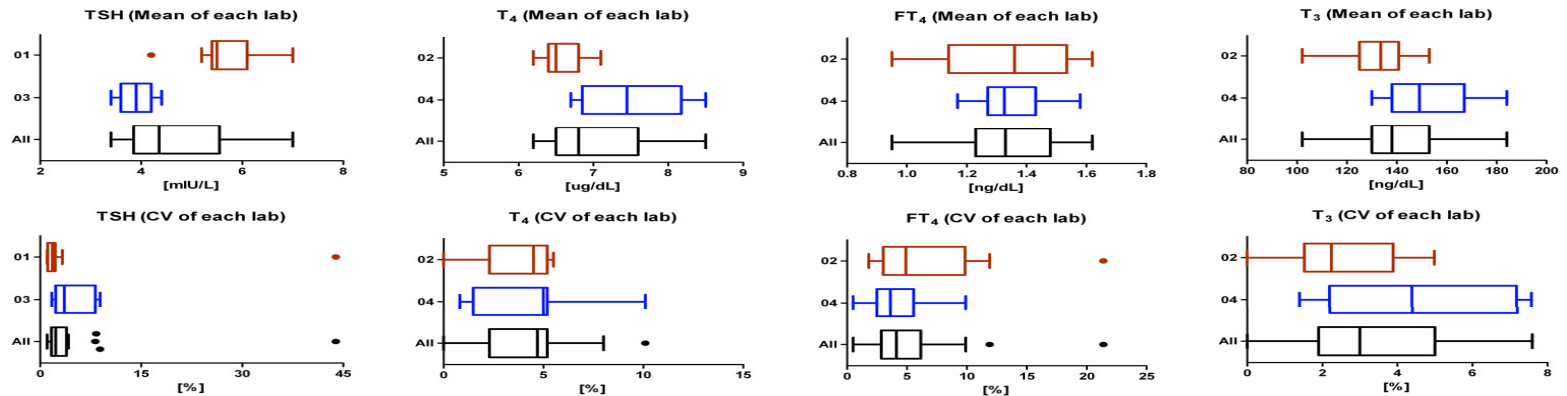 TSH (Mean of each lab)
01
03
All
2 4 6 8
[mIU/L]
T4 (Mean of each lab)
02
04
All
5 6 7 8 9
[ug/dL]
FT4 (Mean of each lab)
02
04
All
0.8 1.0 1.2 1.4 1.6 1.8
[ng/dL]
T3 (Mean of each lab)
02
04
All
80 100 120 140 160 180 200
[ng/dL]
TSH (CV of each lab)
01
03
All
0 15 30 45
[%]
T4 (CV of each lab)
02
04
All
0 5 10 15
[%]
FT4 (CV of each lab)
02
04
All
0 5 10 15 20 25
[%]
T3 (CV of each lab)
02
04
All
0 2 4 6 8
[%]